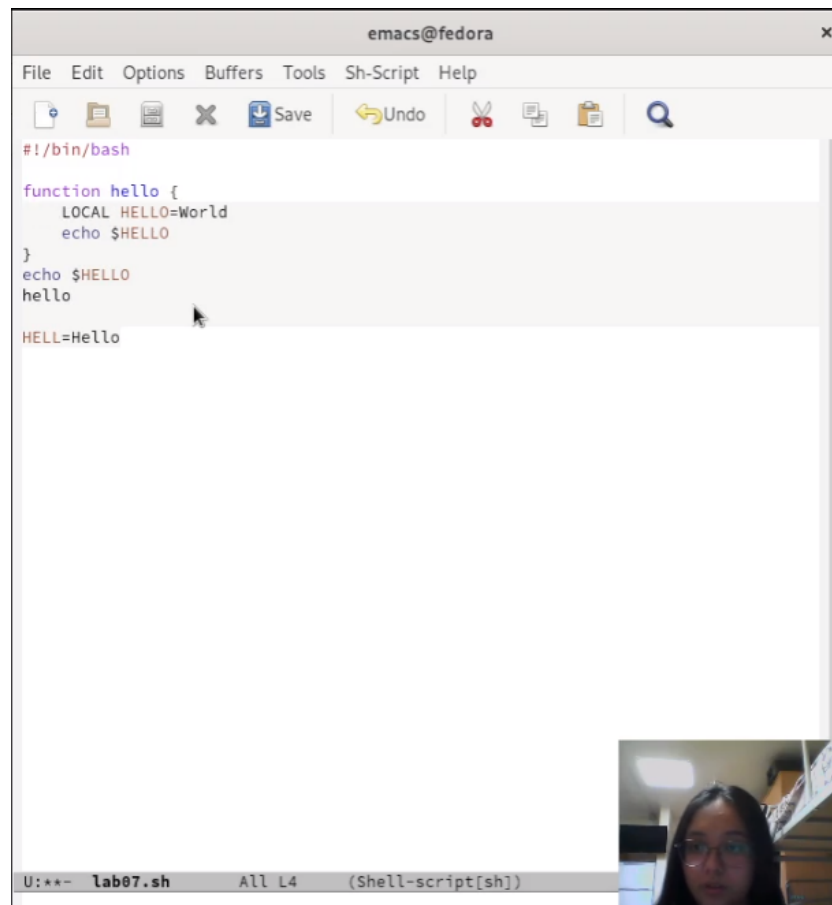 emacs@fedora ×
File Edit Options Buffers Tools Sh-Script Help
Save Undo
#!/bin/bash
function hello {
    LOCAL HELLO=World
    echo $HELLO
}
echo $HELLO
hello
HELL=Hello
U:**- lab07.sh All L4 (Shell-script[sh])